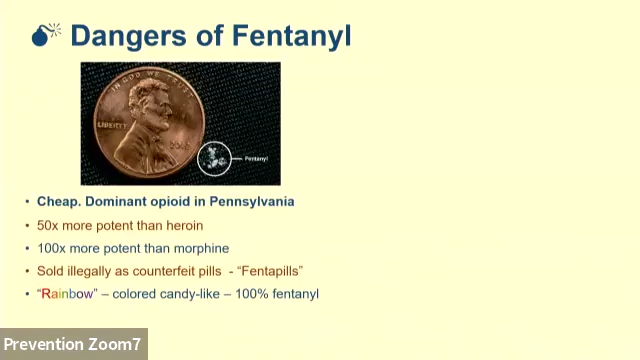 Dangers of Fentanyl
IN GOD WE TRUST
LIBERTY
Fentanyl
• Cheap. Dominant opioid in Pennsylvania
• 50x more potent than heroin
• 100x more potent than morphine
• Sold illegally as counterfeit pills - “Fentapills”
• “Rainbow” – colored candy-like – 100% fentanyl
Prevention Zoom7